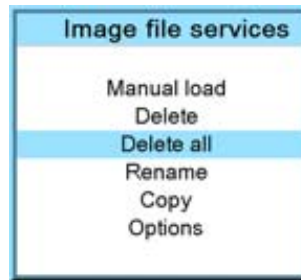 Image file services
Manual load
Delete
Delete all
Rename
Copy
Options